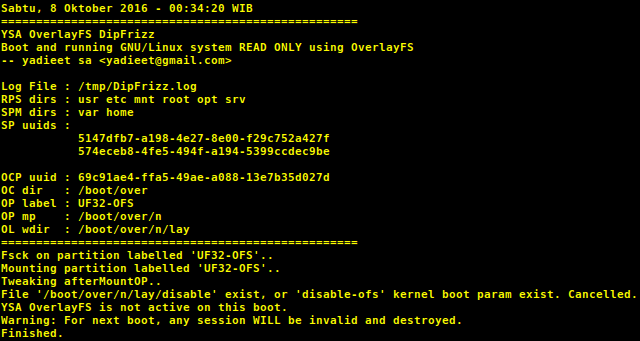 Sabtu, 8 Oktober 2016 - 00:34:20 WIB
===================================================
YSA OverlayFS DipFrizz
Boot and running GNU/Linux system READ ONLY using OverlayFS
-- yadieet sa <yadieet@gmail.com>

Log File : /tmp/DipFrizz.log
RPS dirs : usr etc mnt root opt srv
SPM dirs : var home
SP uuids :
           5147dfb7-a198-4e27-8e00-f29c752a427f
           574eceb8-4fe5-494f-a194-5399ccdec9be

OCP uuid : 69c91ae4-ffa5-49ae-a088-13e7b35d027d
OC dir   : /boot/over
OP label : UF32-OFS
OP mp    : /boot/over/n
OL wdir  : /boot/over/n/lay
===================================================
Fsck on partition labelled 'UF32-OFS'..
Mounting partition labelled 'UF32-OFS'..
Tweaking afterMountOP..
File '/boot/over/n/lay/disable' exist, or 'disable-ofs' kernel boot param exist. Cancelled.
YSA OverlayFS is not active on this boot.
Warning: For next boot, any session WILL be invalid and destroyed.
Finished.